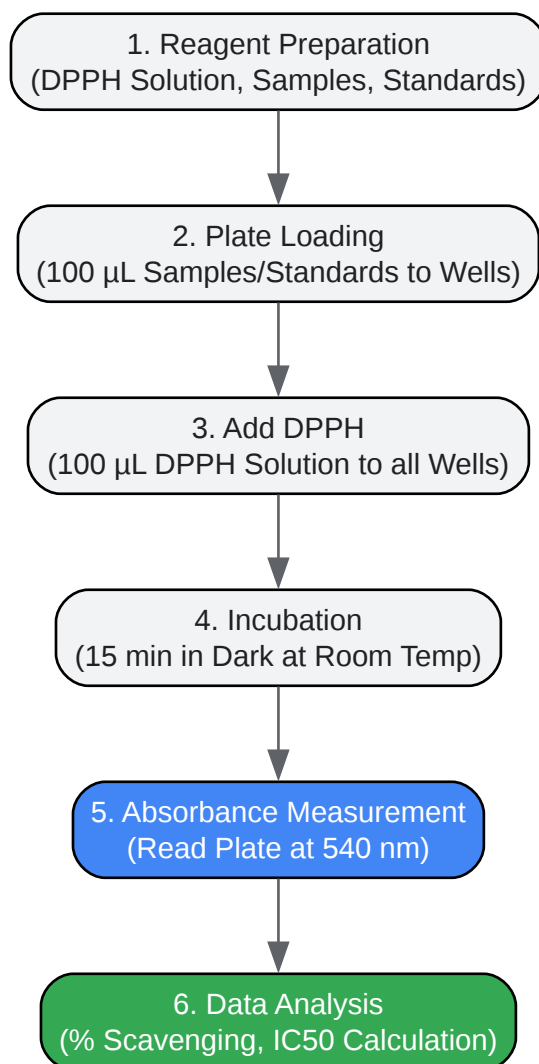 1. Reagent Preparation
(DPPH Solution, Samples, Standards)
2. Plate Loading
(100 µL Samples/Standards to Wells)
3. Add DPPH
(100 µL DPPH Solution to all Wells)
4. Incubation
(15 min in Dark at Room Temp)
5. Absorbance Measurement
(Read Plate at 540 nm)
6. Data Analysis
(% Scavenging, IC50 Calculation)